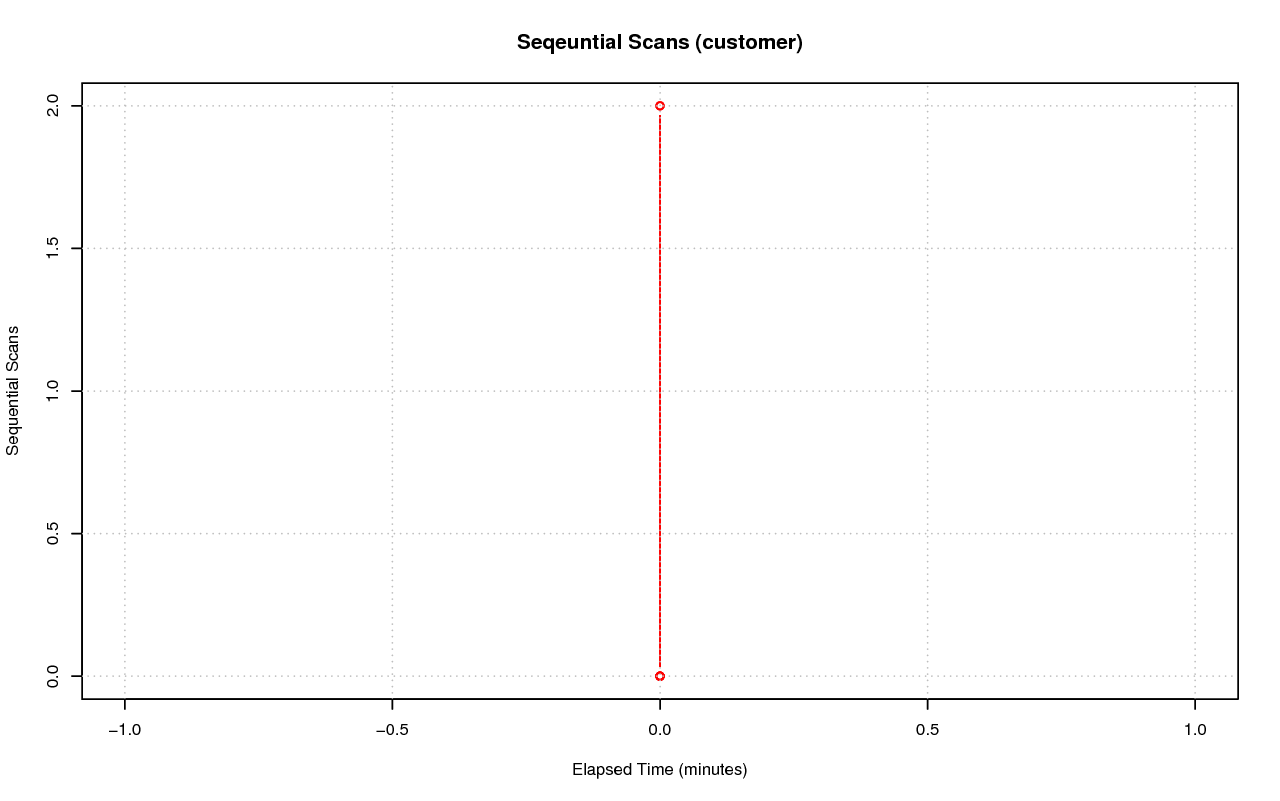 Seqeuntial Scans (customer)
Sequential Scans
2.0
1.5
1.0
0.5
0.0
−1.0 −0.5 0.0 0.5 1.0
Elapsed Time (minutes)